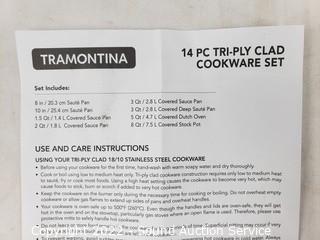 TRAMONTINA
14 PC TRI-PLY CLAD
COOKWARE SET
Set Includes:
8 in / 20.3 cm Sauté Pan
10 in / 25.4 cm Sauté Pan
1.5 Qt / 1.4 L Covered Sauce Pan
2 Qt / 1.8 L Covered Sauce Pan
3 Qt / 2.8 L Covered Sauce Pan
3 Qt / 2.8 L Covered Deep Sauté Pan
5 Qt / 4.7 L Covered Dutch Oven
8 Qt / 7.5 L Covered Stock Pot
USE AND CARE INSTRUCTIONS
USING YOUR TRI-PLY CLAD 18/10 STAINLESS STEEL COOKWARE
• Before using your cookware for the first time, hand-wash with warm soapy water and dry thoroughly.
• Cook or boil using low to medium heat only. Tri-ply clad cookware construction requires only low to medium heat
to sauté, fry or cook most foods. Using a high heat setting causes the cookware to become very hot, which may
cause foods to stick, burn or scorch if added to very hot cookware.
• Keep the cookware on the burner only during the necessary time for cooking or boiling. Do not overheat empty
cookware or allow gas flames to extend up sides of pan and overheat handles.
• Your cookware is oven safe up to 500°F (260°C). Even though the handles and lids are oven-safe, they will get
hot in the oven and on the stovetop, particularly gas stoves where an open flame is used. Therefore, please use
protective mitts to safely handle hot cookware.